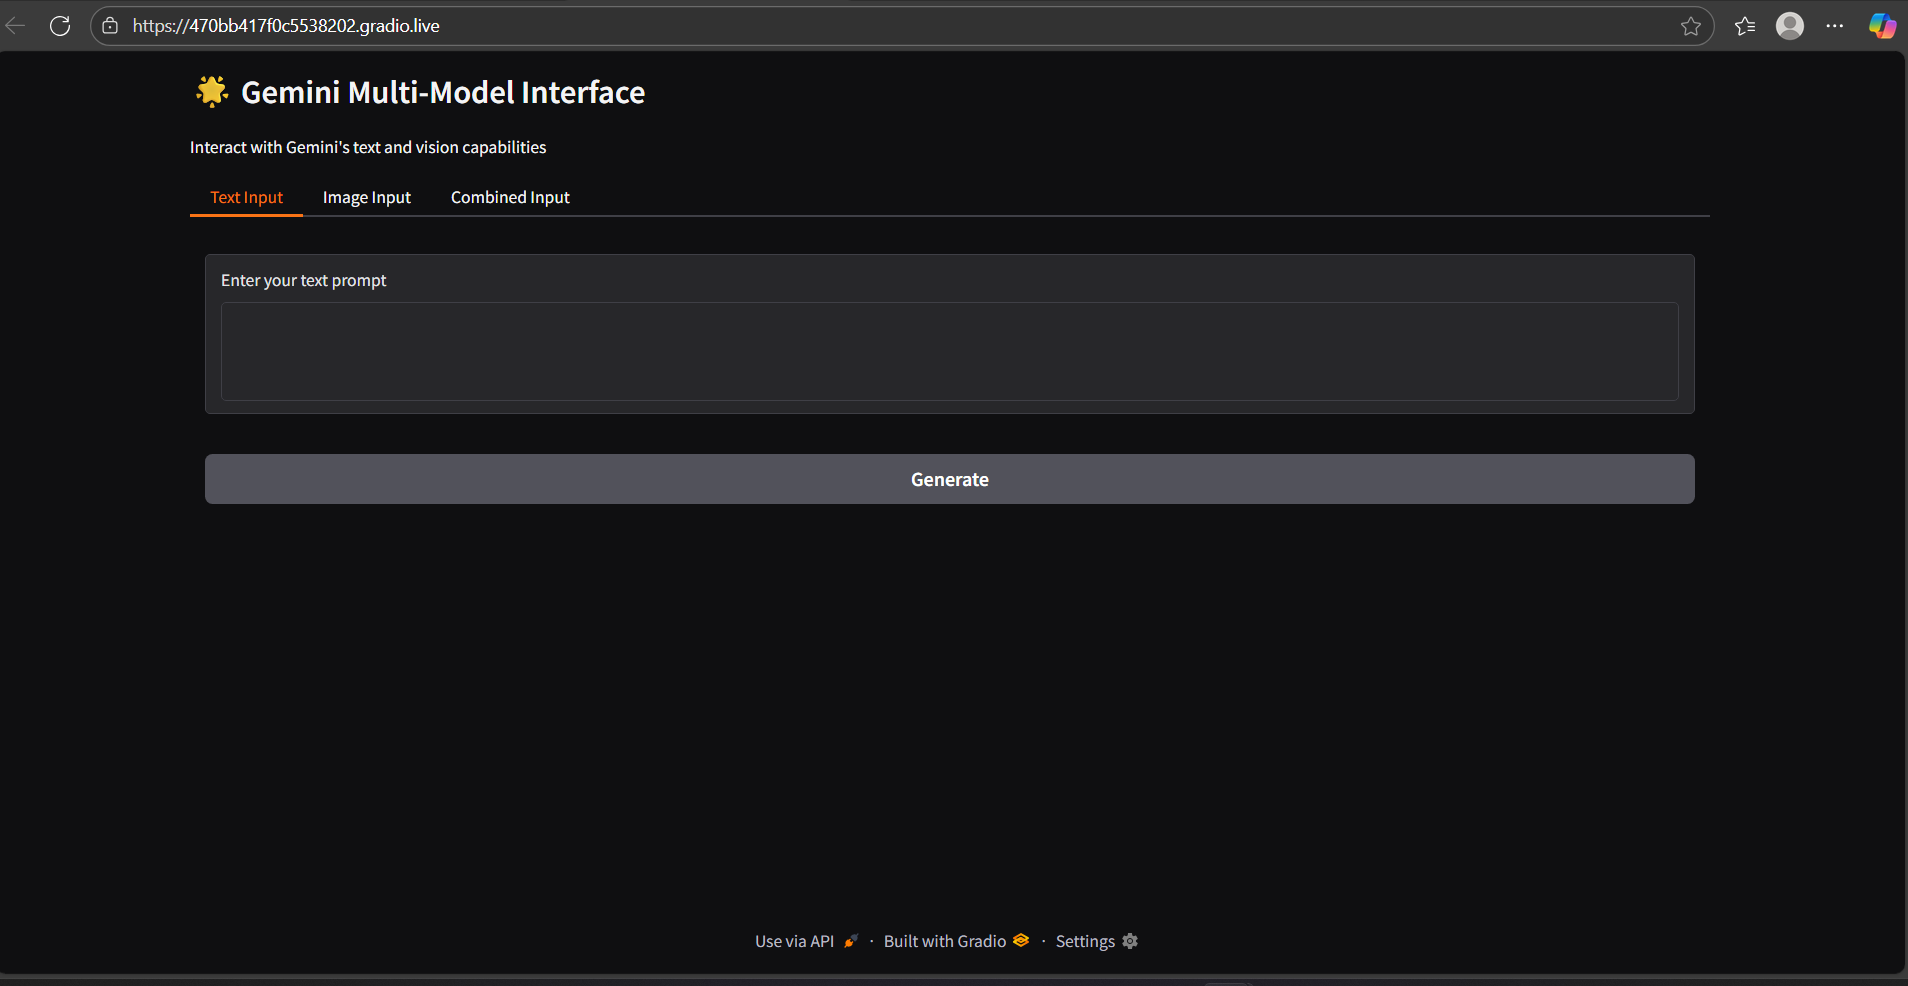 https://470bb417f0c5538202.gradio.live
🌟 Gemini Multi-Model Interface
Interact with Gemini's text and vision capabilities
Text Input Image Input Combined Input
Enter your text prompt
Generate
Use via API 🚀 · Built with Gradio · Settings ⚙